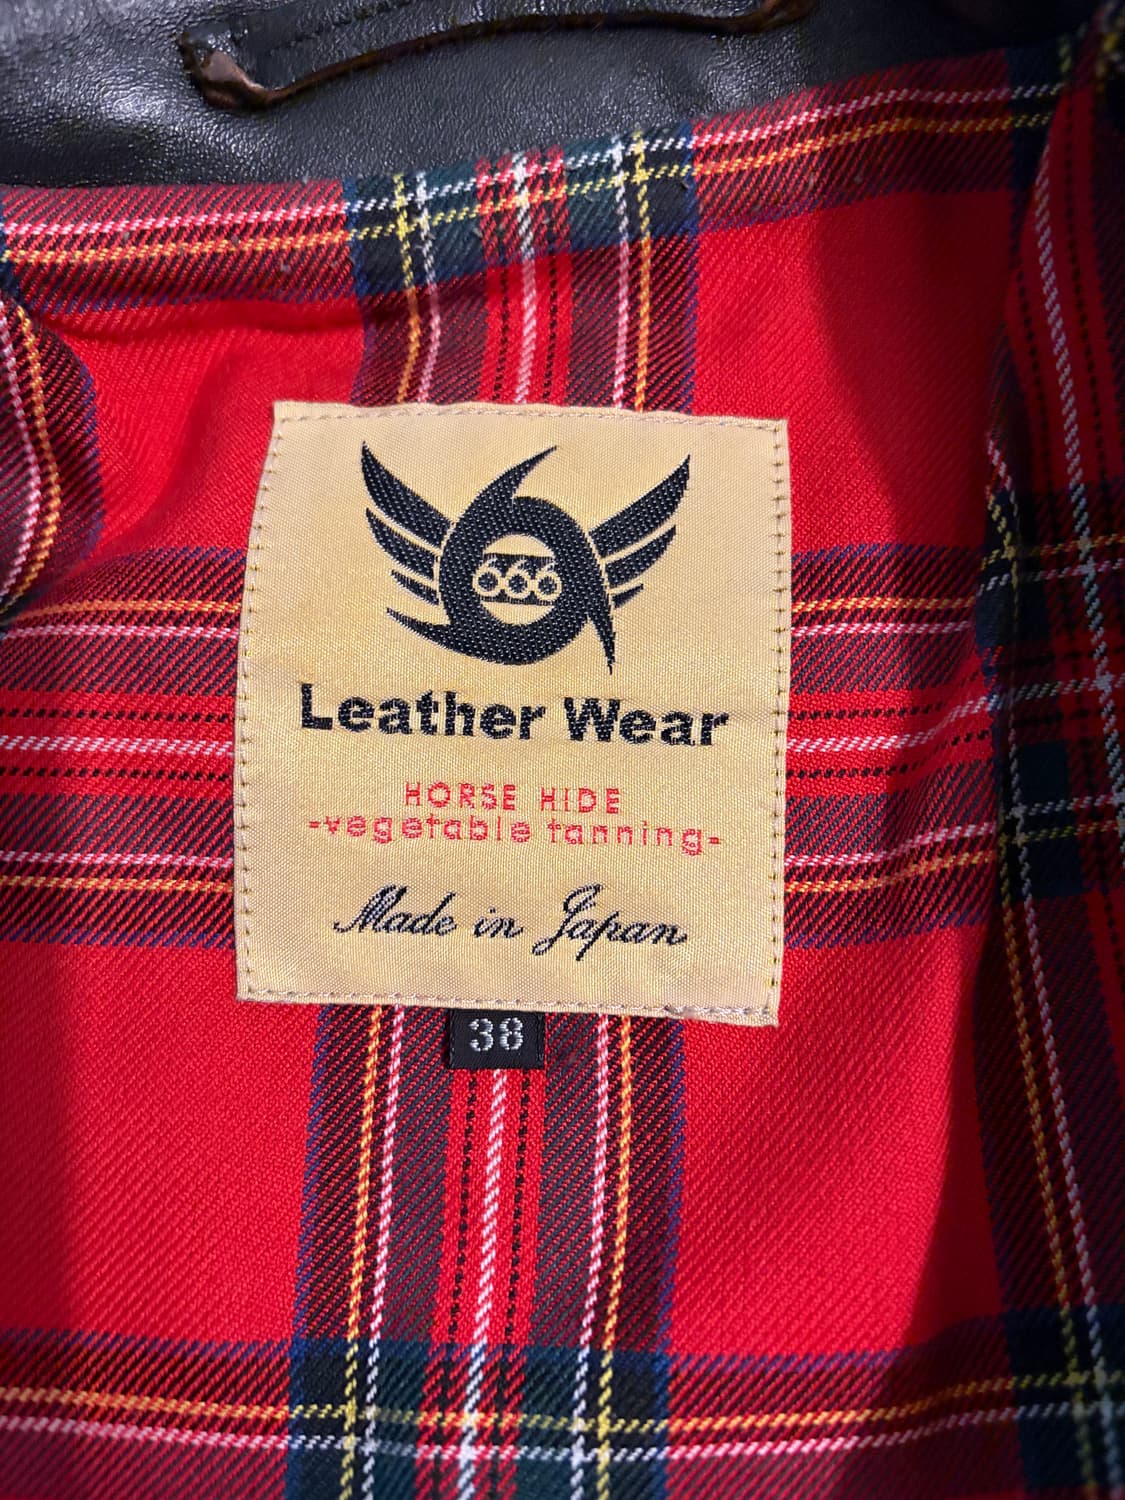 666
Leather Wear
HORSE HIDE
-vegetable tanning-
Made in Japan
38